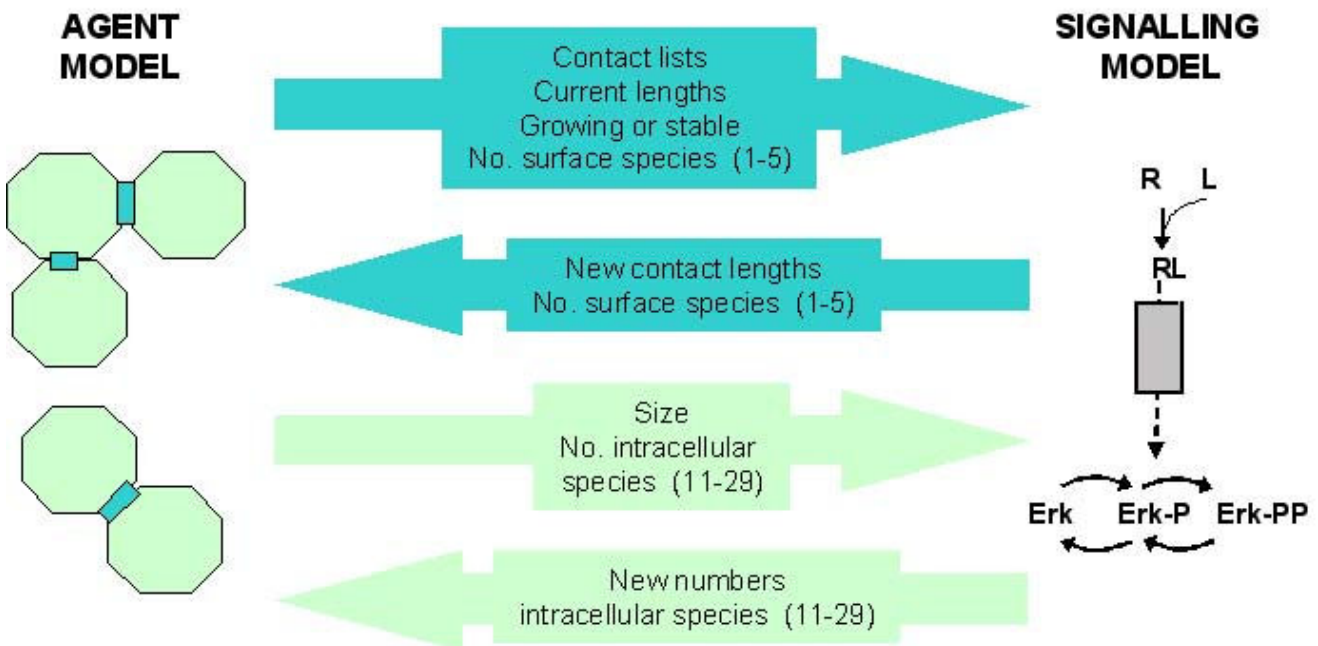 AGENT
MODEL
SIGNALLING
MODEL
Contact lists
Current lengths
Growing or stable
No. surface species (1-5)
New contact lengths
No. surface species (1-5)
Size
No. intracellular
species (11-29)
New numbers
intracellular species (11-29)
R L
RL
Erk Erk-P Erk-PP